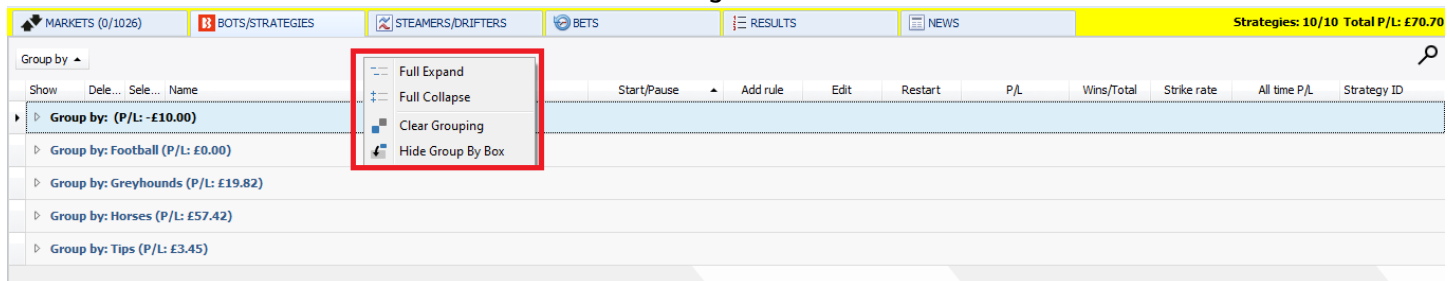 MARKETS (0/1026) BOTS/STRATEGIES STEAMERS/DRIFTERS BETS RESULTS NEWS Strategies: 10/10 Total P/L: £70.70
Group by
Full Expand
Full Collapse
Clear Grouping
Hide Group By Box
Show Dele... Sele... Name Start/Pause Add rule Edit Restart P/L Wins/Total Strike rate All time P/L Strategy ID
Group by: (P/L: -£10.00)
Group by: Football (P/L: £0.00)
Group by: Greyhounds (P/L: £19.82)
Group by: Horses (P/L: £57.42)
Group by: Tips (P/L: £3.45)